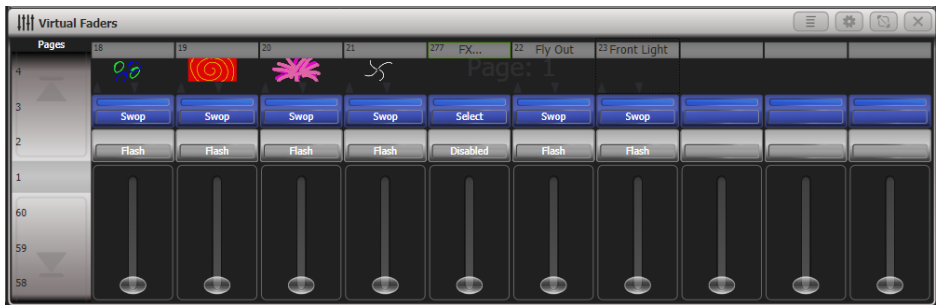 Virtual Faders
Pages
18 19 20 21 277 FX... 22 Fly Out 23 Front Light
Page: 1
4
3
Swop Swop Swop Swop Select Swop Swop
2
Flash Flash Flash Flash Disabled Flash Flash
1
60
59
58